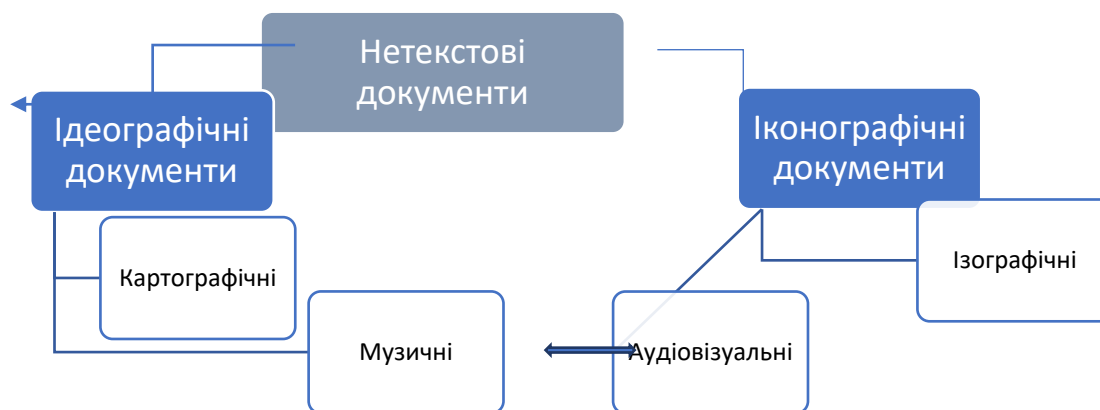 Нетекстові
документи
Ідеографічні
документи
Іконографічні
документи
Картографічні
Ізографічні
Музичні
Аудіовізуальні